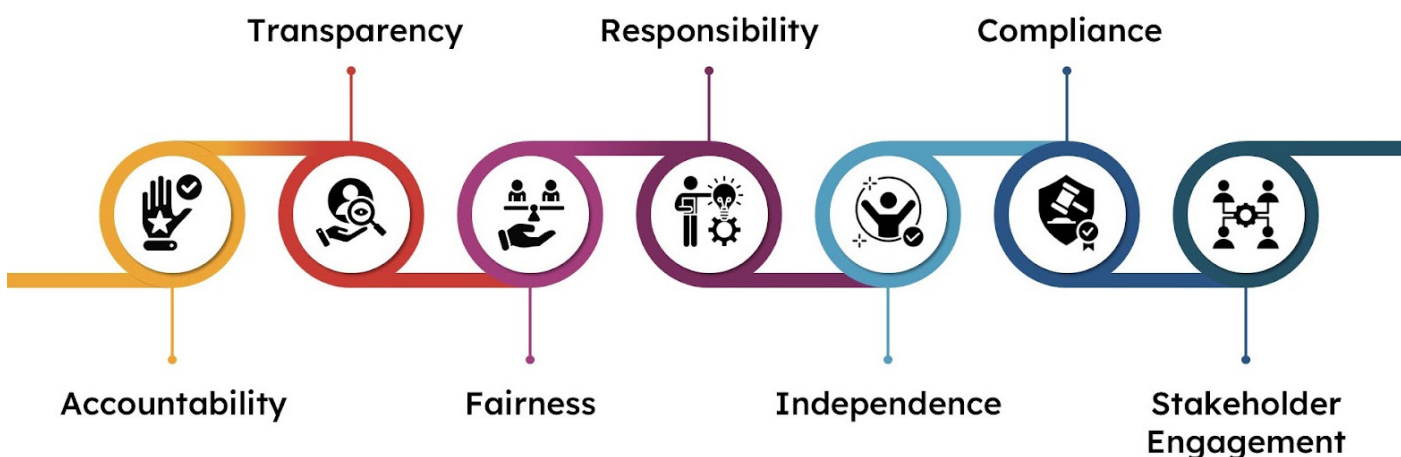 Transparency
Responsibility
Compliance
Accountability
Fairness
Independence
Stakeholder
Engagement